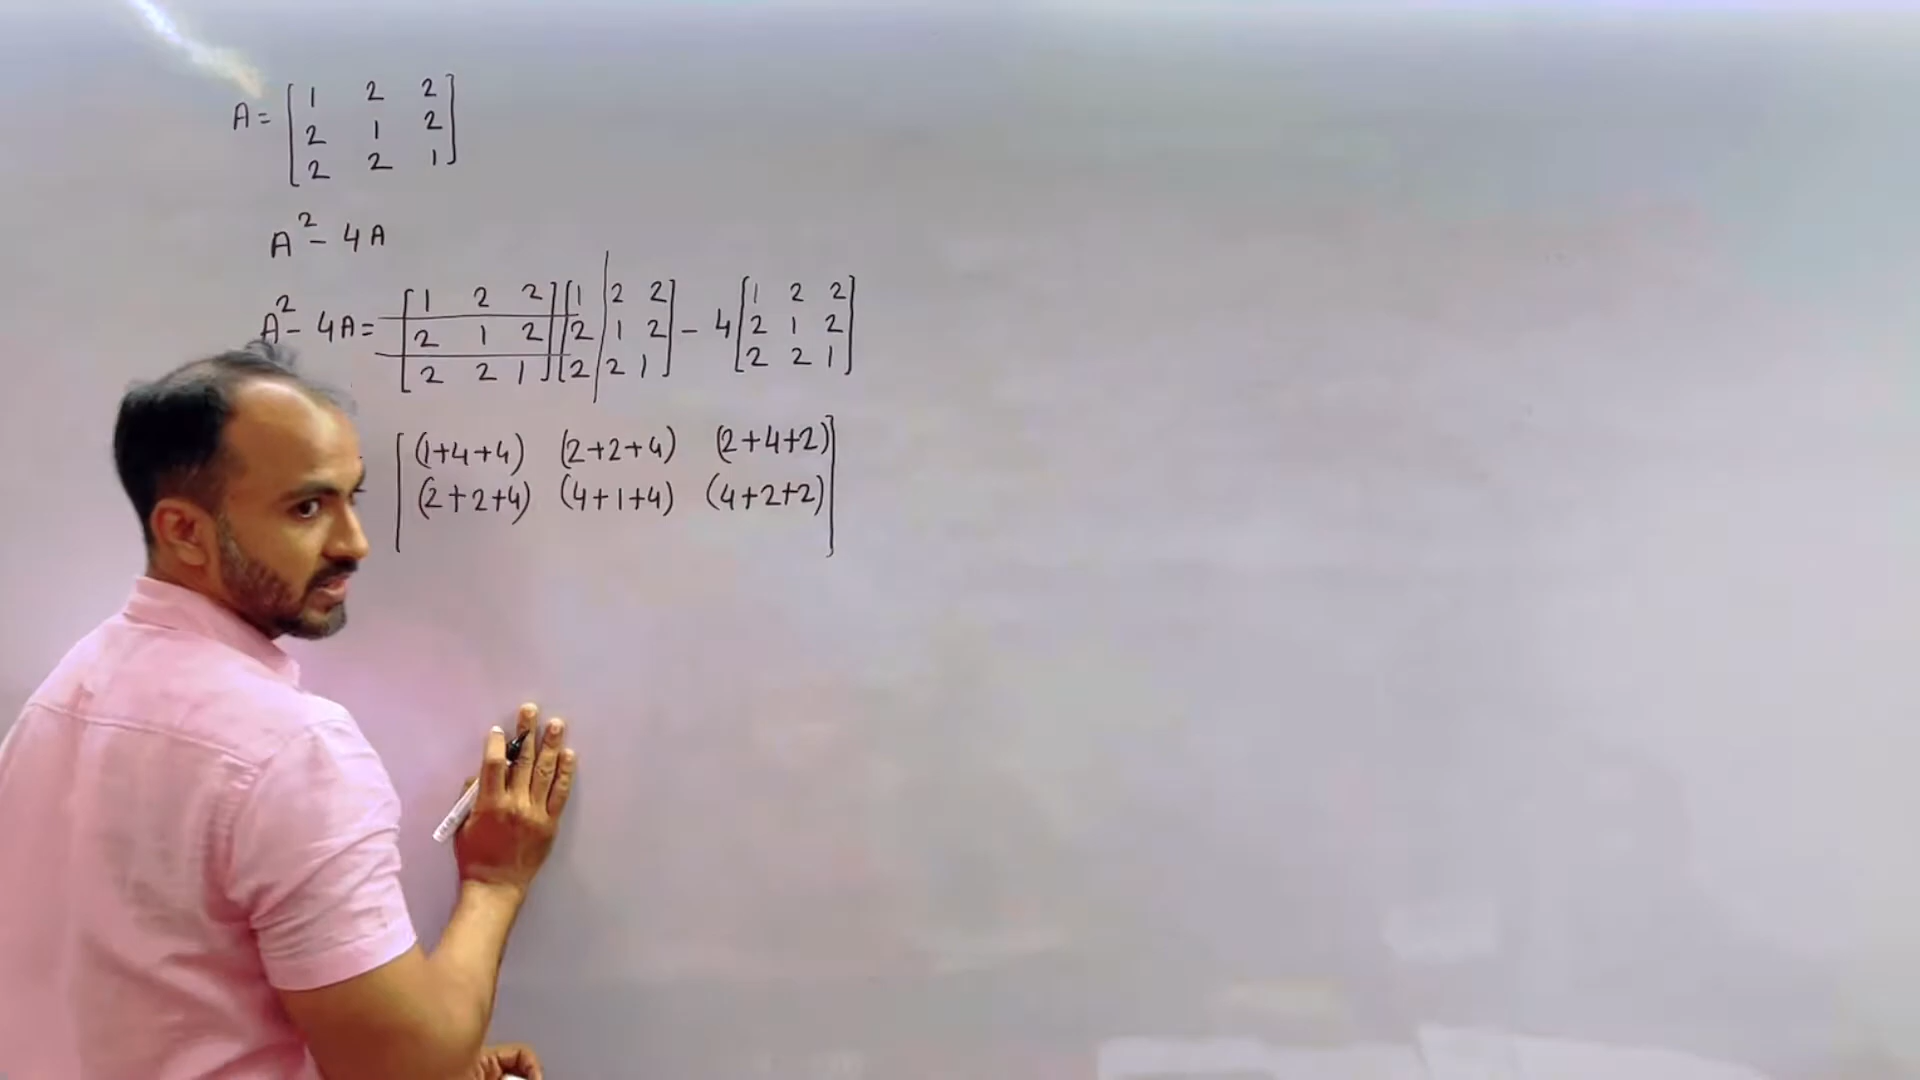 A = [1 2 2
2 1 2
2 2 1]
A² - 4A
A² - 4A = [1 2 2 [1 2 2 - 4 [1 2 2
2 1 2 2 1 2 2 1 2
2 2 1] 2 2 1] 2 2 1]
[(1+4+4) (2+2+4) (2+4+2)
(2+2+4) (4+1+4) (4+2+2)]